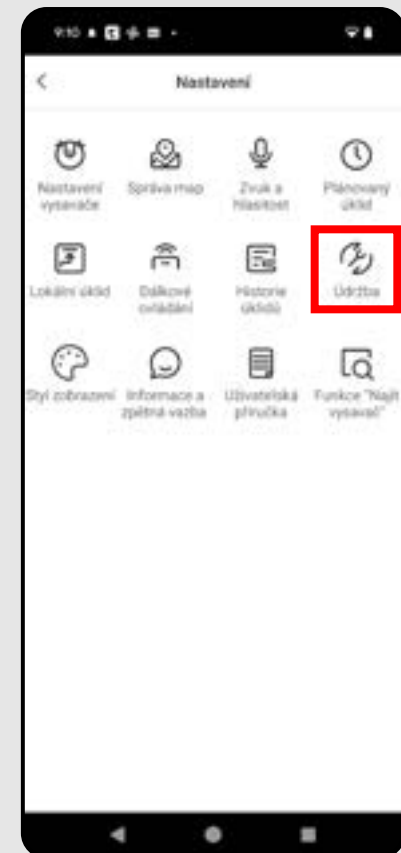 9:10
Nastavení
Nastavení
vysavače
Správa map
Zvuk a
hlasitost
Plánovaný
úklid
Lokální úklid
Dálkové
ovládání
Historie
úklidů
Údržba
Styl zobrazení
Informace a
zpětná vazba
Uživatelská
příručka
Funkce "Najít
vysavač"